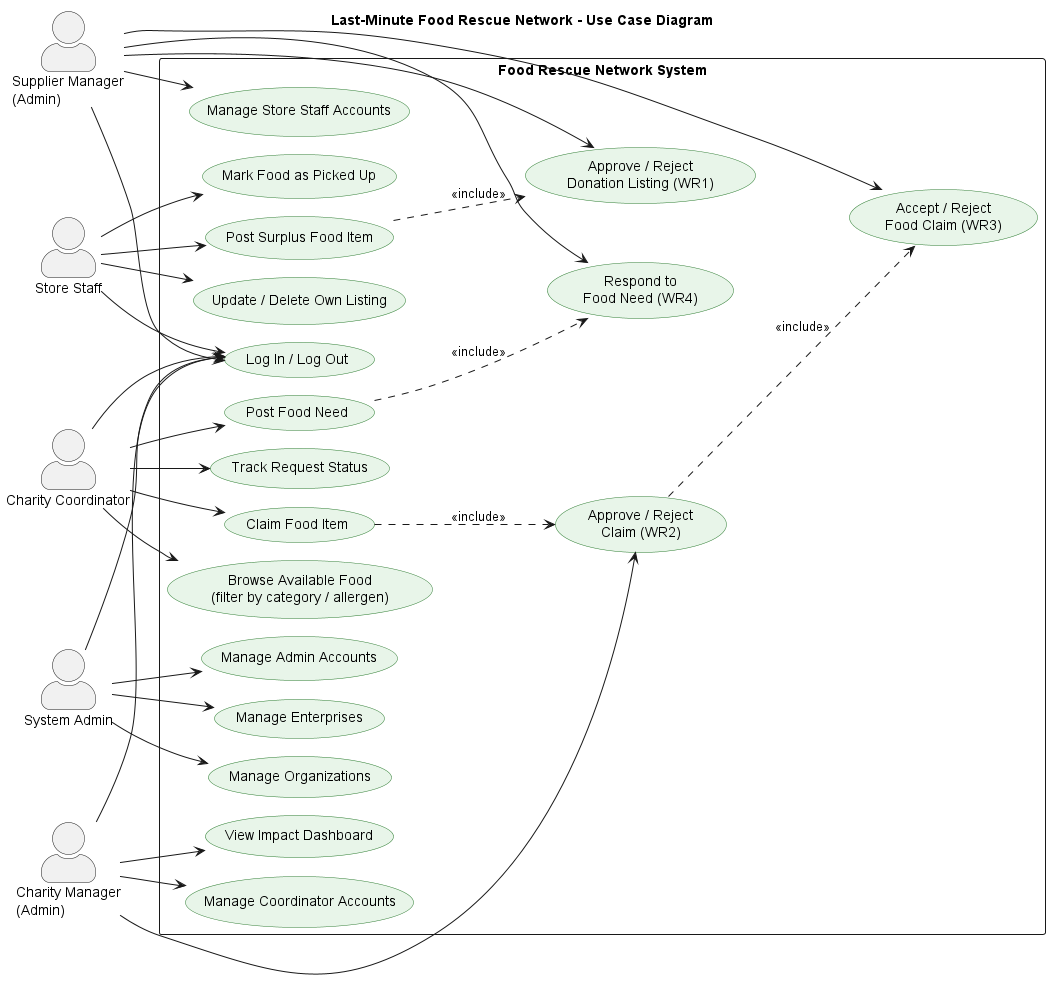 Last-Minute Food Rescue Network - Use Case Diagram
Food Rescue Network System
Supplier Manager
(Admin)
Store Staff
Charity Coordinator
System Admin
Charity Manager
(Admin)
Manage Store Staff Accounts
Mark Food as Picked Up
Post Surplus Food Item
Update / Delete Own Listing
Log In / Log Out
Post Food Need
Track Request Status
Claim Food Item
Browse Available Food
(filter by category / allergen)
Manage Admin Accounts
Manage Enterprises
Manage Organizations
View Impact Dashboard
Manage Coordinator Accounts
«include»
«include»
«include»
Approve / Reject
Donation Listing (WR1)
Respond to
Food Need (WR4)
Approve / Reject
Claim (WR2)
«include»
Accept / Reject
Food Claim (WR3)